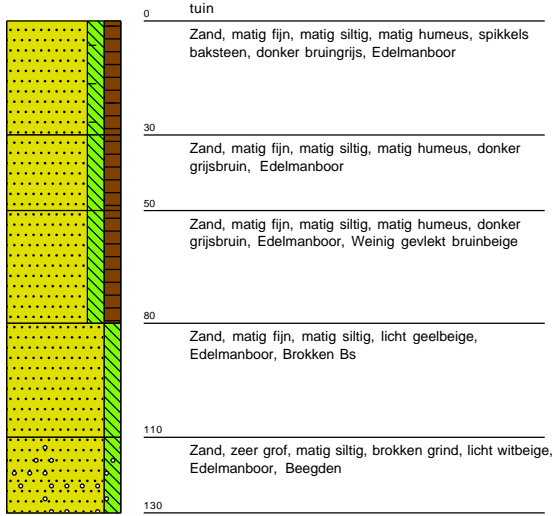 0
tuin
Zand, matig fijn, matig siltig, matig humeus, spikkels
baksteen, donker bruingrijs, Edelmanboor
30
Zand, matig fijn, matig siltig, matig humeus, donker
grijsbruin, Edelmanboor
50
Zand, matig fijn, matig siltig, matig humeus, donker
grijsbruin, Edelmanboor, Weinig gevlekt bruinbeige
80
Zand, matig fijn, matig siltig, licht geelbeige,
Edelmanboor, Brokken Bs
110
Zand, zeer grof, matig siltig, brokken grind, licht witbeige,
Edelmanboor, Beegden
130